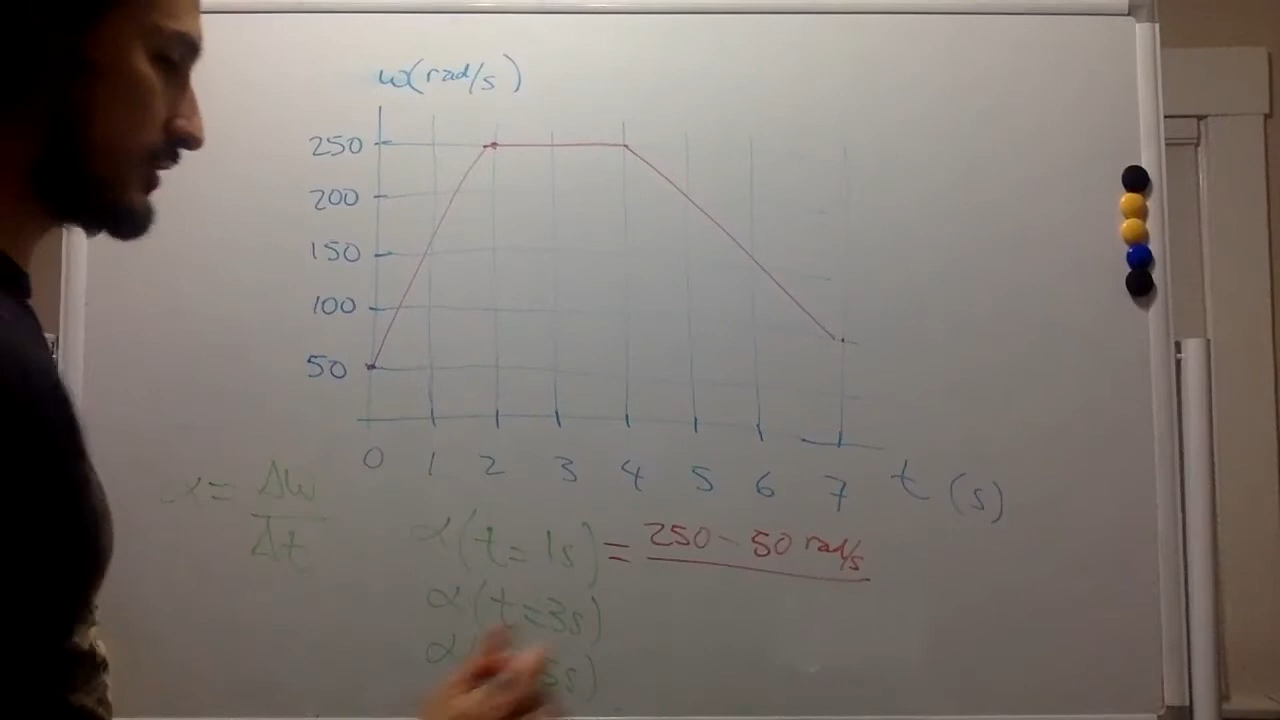 ω(rad/s)
250
200
150
100
50
0 1 2 3 4 5 6 7 t (s)
α = Δω
Δt
α(t=1s) = 250 - 50 rad/s
α(t=3s)
α( 5s)